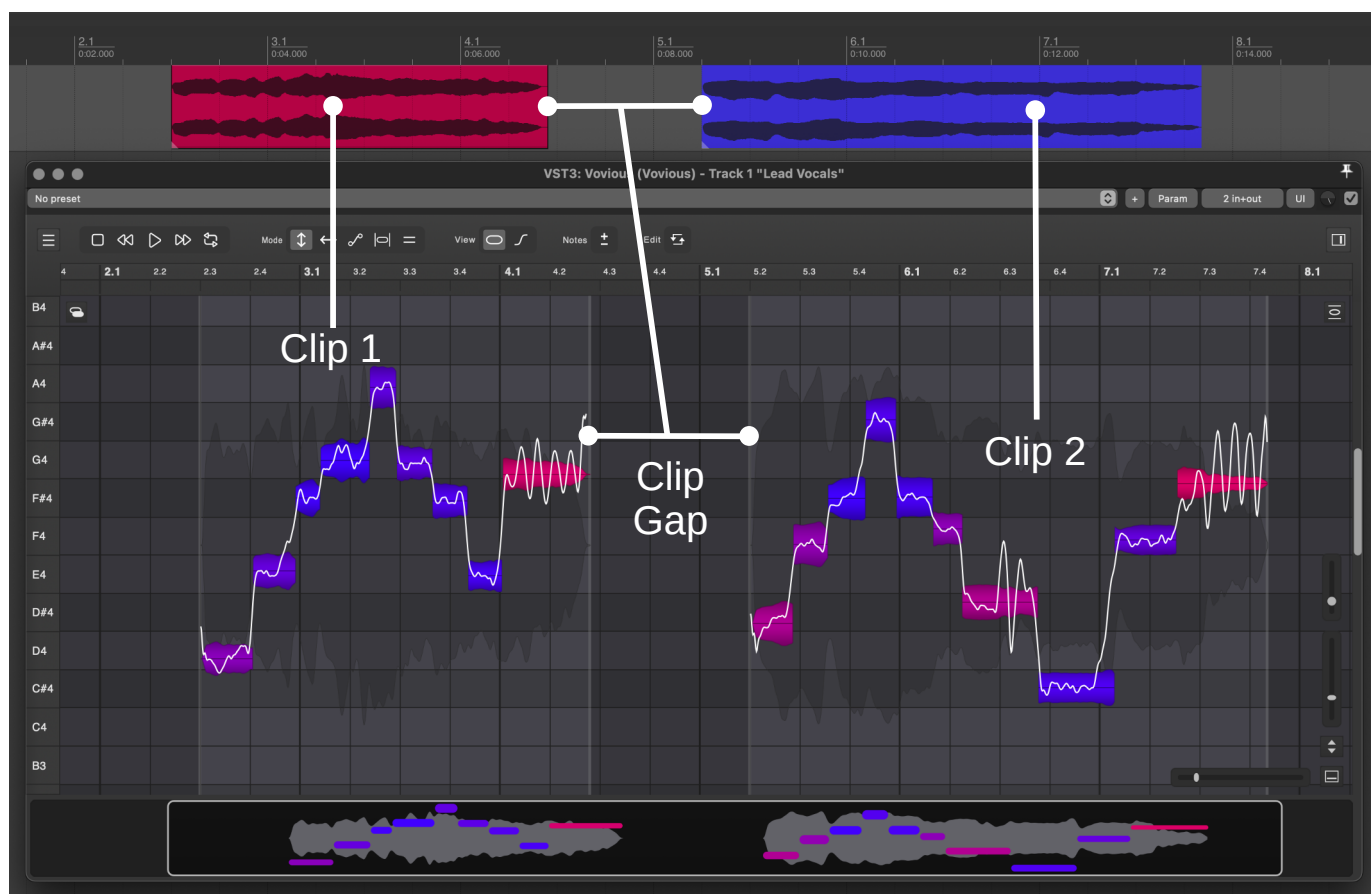 2.1 3.1 4.1 5.1 6.1 7.1 8.1
0:02.000 0:04.000 0:06.000 0:08.000 0:10.000 0:12.000 0:14.000
VST3: Vovious (Vovious) - Track 1 "Lead Vocals"
No preset + Param 2 in+out UI
Mode View Notes Edit
4 2.1 2.2 2.3 2.4 3.1 3.2 3.3 3.4 4.1 4.2 4.3 4.4 5.1 5.2 5.3 5.4 6.1 6.2 6.3 6.4 7.1 7.2 7.3 7.4 8.1
B4
Clip 1
A#4
A4
G#4
Clip 2
G4
Clip
F#4
Gap
F4
E4
D#4
D4
C#4
C4
B3